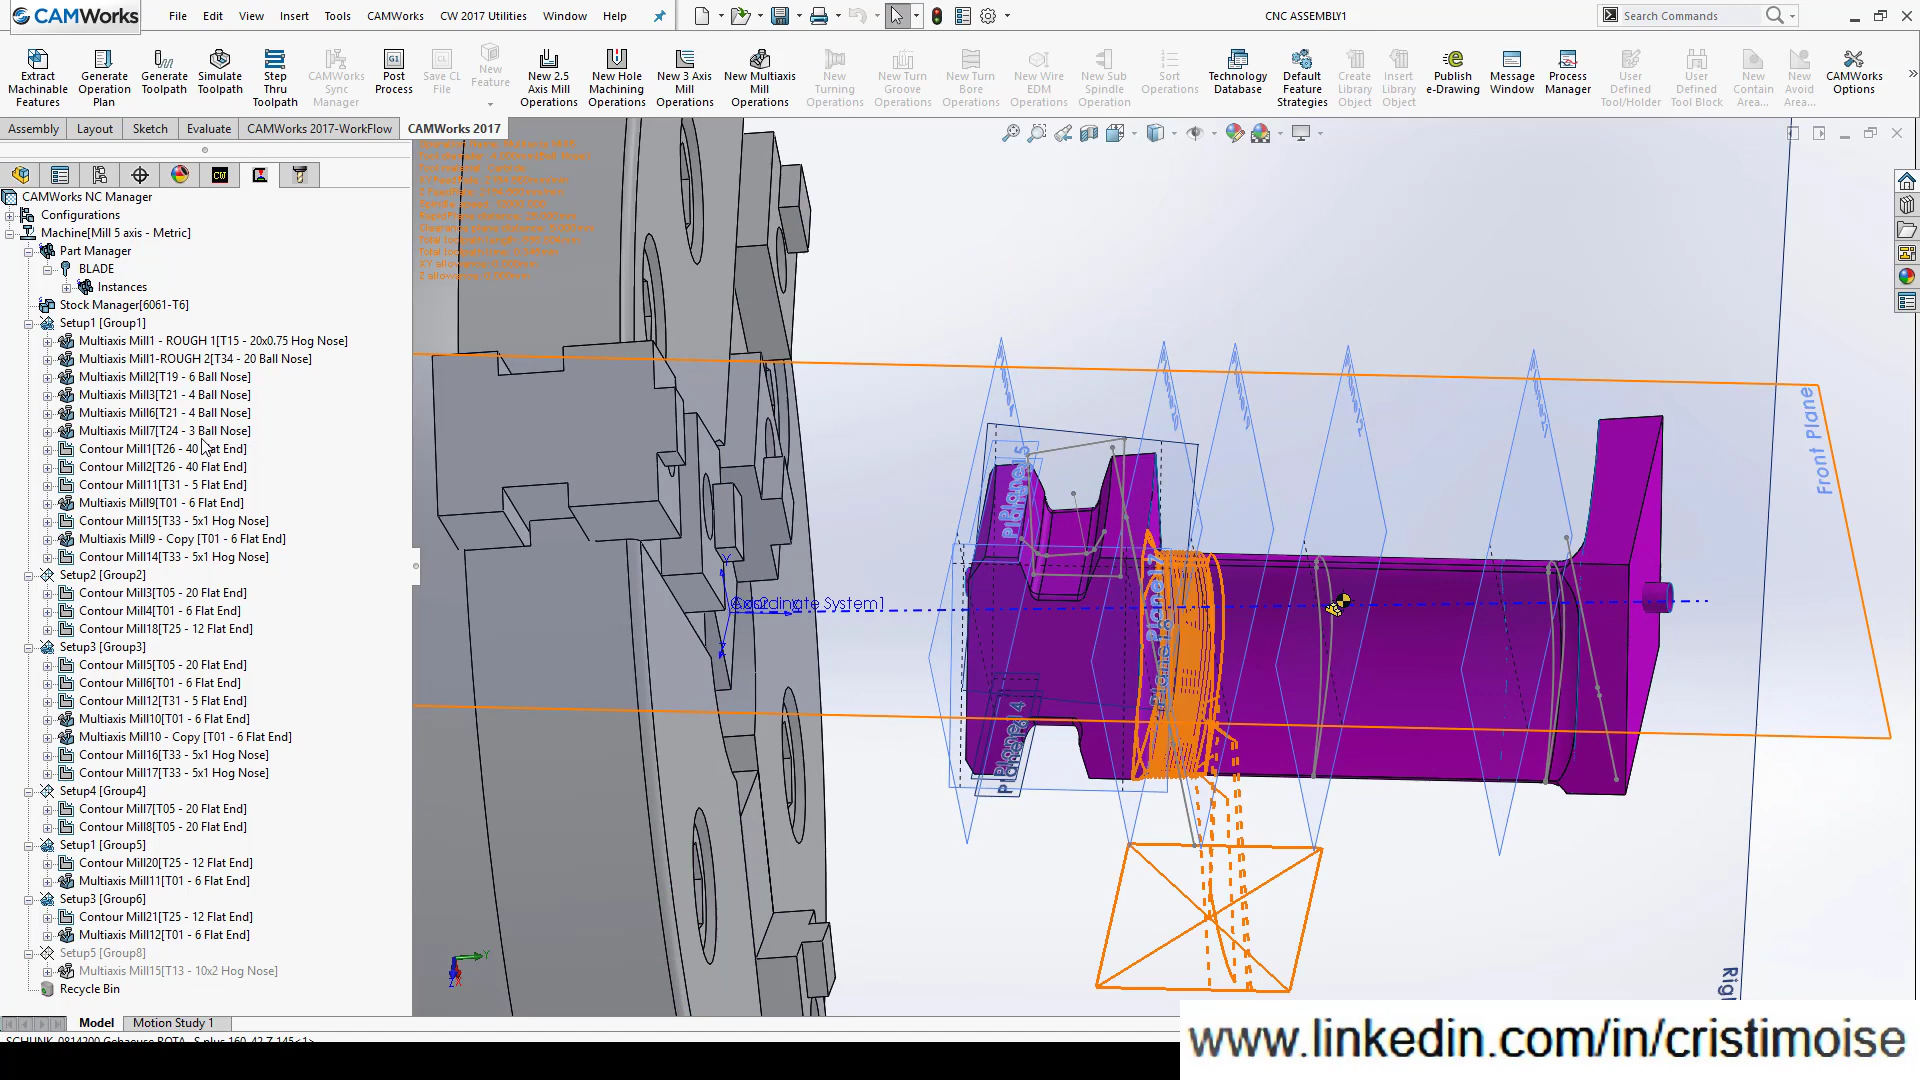 CAMWorks
File Edit View Insert Tools CAMWorks CW 2017 Utilities Window Help
CNC ASSEMBLY1
Search Commands
Extract Machinable Features
Generate Operation Plan
Generate Toolpath
Simulate Toolpath
Step Thru Toolpath
CAMWorks Sync Manager
Post Process
Save CL File
New Feature
New 2.5 Axis Mill Operations
New Hole Machining Operations
New 3 Axis Mill Operations
New Multiaxis Mill Operations
New Turning Operations
New Turn Groove Operations
New Turn Bore Operations
New Wire EDM Operations
New Sub Spindle Operation
Sort Operations
Technology Database
Default Feature Strategies
Create Library Object
Insert Library Object
Publish e-Drawing
Message Window
Process Manager
User Defined Tool/Holder
User Defined Tool Block
New Contain Area...
New Avoid Area...
CAMWorks Options
Assembly Layout Sketch Evaluate CAMWorks 2017-WorkFlow CAMWorks 2017
CAMWorks NC Manager
Configurations
Machine[Mill 5 axis - Metric]
Part Manager
BLADE
Instances
Stock Manager[6061-T6]
Setup1 [Group1]
Multiaxis Mill1 - ROUGH 1[T15 - 20x0.75 Hog Nose]
Multiaxis Mill1-ROUGH 2[T34 - 20 Ball Nose]
Multiaxis Mill2[T19 - 6 Ball Nose]
Multiaxis Mill3[T21 - 4 Ball Nose]
Multiaxis Mill6[T21 - 4 Ball Nose]
Multiaxis Mill7[T24 - 3 Ball Nose]
Contour Mill1[T26 - 40 Flat End]
Contour Mill2[T26 - 40 Flat End]
Contour Mill11[T31 - 5 Flat End]
Multiaxis Mill9[T01 - 6 Flat End]
Contour Mill15[T33 - 5x1 Hog Nose]
Multiaxis Mill9 - Copy [T01 - 6 Flat End]
Contour Mill14[T33 - 5x1 Hog Nose]
Setup2 [Group2]
Contour Mill3[T05 - 20 Flat End]
Contour Mill4[T01 - 6 Flat End]
Contour Mill18[T25 - 12 Flat End]
Setup3 [Group3]
Contour Mill5[T05 - 20 Flat End]
Contour Mill6[T01 - 6 Flat End]
Contour Mill12[T31 - 5 Flat End]
Multiaxis Mill10[T01 - 6 Flat End]
Multiaxis Mill10 - Copy [T01 - 6 Flat End]
Contour Mill16[T33 - 5x1 Hog Nose]
Contour Mill17[T33 - 5x1 Hog Nose]
Setup4 [Group4]
Contour Mill7[T05 - 20 Flat End]
Contour Mill8[T05 - 20 Flat End]
Setup1 [Group5]
Contour Mill20[T25 - 12 Flat End]
Multiaxis Mill11[T01 - 6 Flat End]
Setup3 [Group6]
Contour Mill21[T25 - 12 Flat End]
Multiaxis Mill12[T01 - 6 Flat End]
Setup5 [Group8]
Multiaxis Mill15[T13 - 10x2 Hog Nose]
Recycle Bin
Front Plane
Plane15
Plane17
Plane18
Plane14
Coordinate System]
Y
Z
Y
X
Z
Model Motion Study 1
www.linkedin.com/in/cristimoise